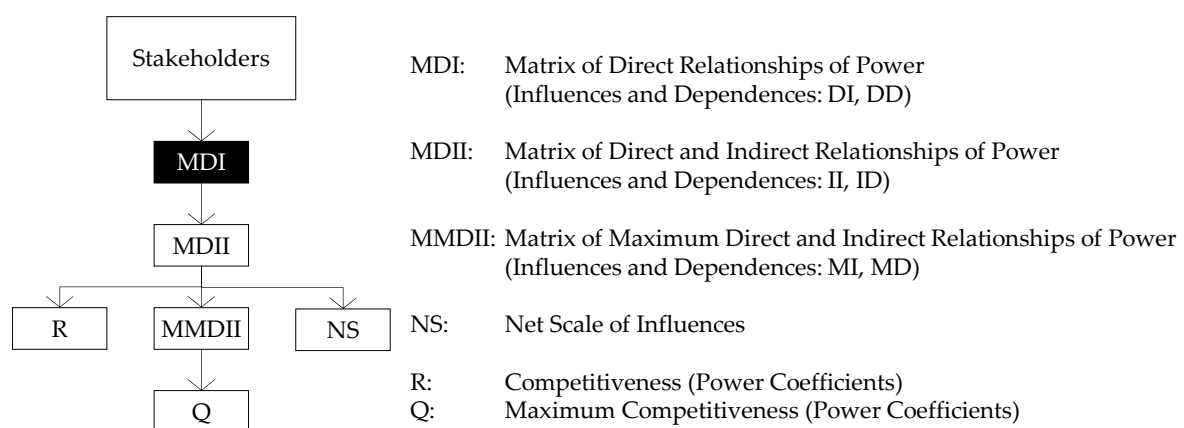 Stakeholders
MDI
MDII
R
MMDII
NS
Q
MDI: Matrix of Direct Relationships of Power
(Influences and Dependences: DI, DD)
MDII: Matrix of Direct and Indirect Relationships of Power
(Influences and Dependences: II, ID)
MMDII: Matrix of Maximum Direct and Indirect Relationships of Power
(Influences and Dependences: MI, MD)
NS: Net Scale of Influences
R: Competitiveness (Power Coefficients)
Q: Maximum Competitiveness (Power Coefficients)